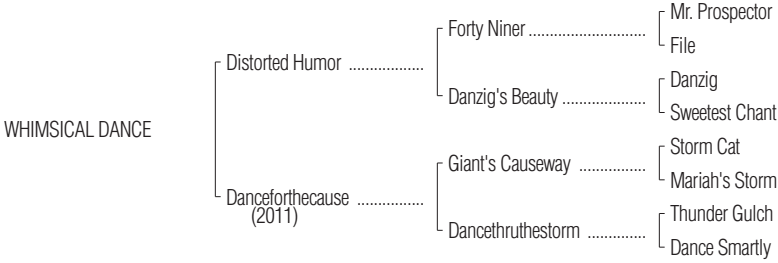 Mr. Prospector
Forty Niner ............................
File
Distorted Humor ..................
Danzig
Danzig's Beauty ....................
Sweetest Chant
WHIMSICAL DANCE
Storm Cat
Giant's Causeway ................
Mariah's Storm
Danceforthecause ................
(2011)
Thunder Gulch
Dancethruthestorm ..............
Dance Smartly